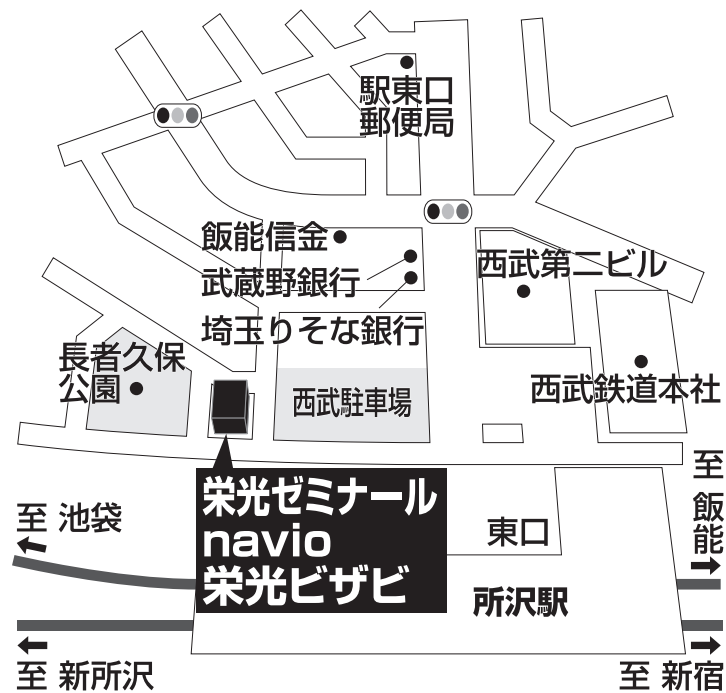 駅東口
郵便局
飯能信金
武蔵野銀行
埼玉りそな銀行
西武第二ビル
長者久保
公園
西武駐車場
西武鉄道本社
栄光ゼミナール
navio
栄光ビザビ
至 池袋
東口
至
飯能
所沢駅
至 新所沢
至 新宿